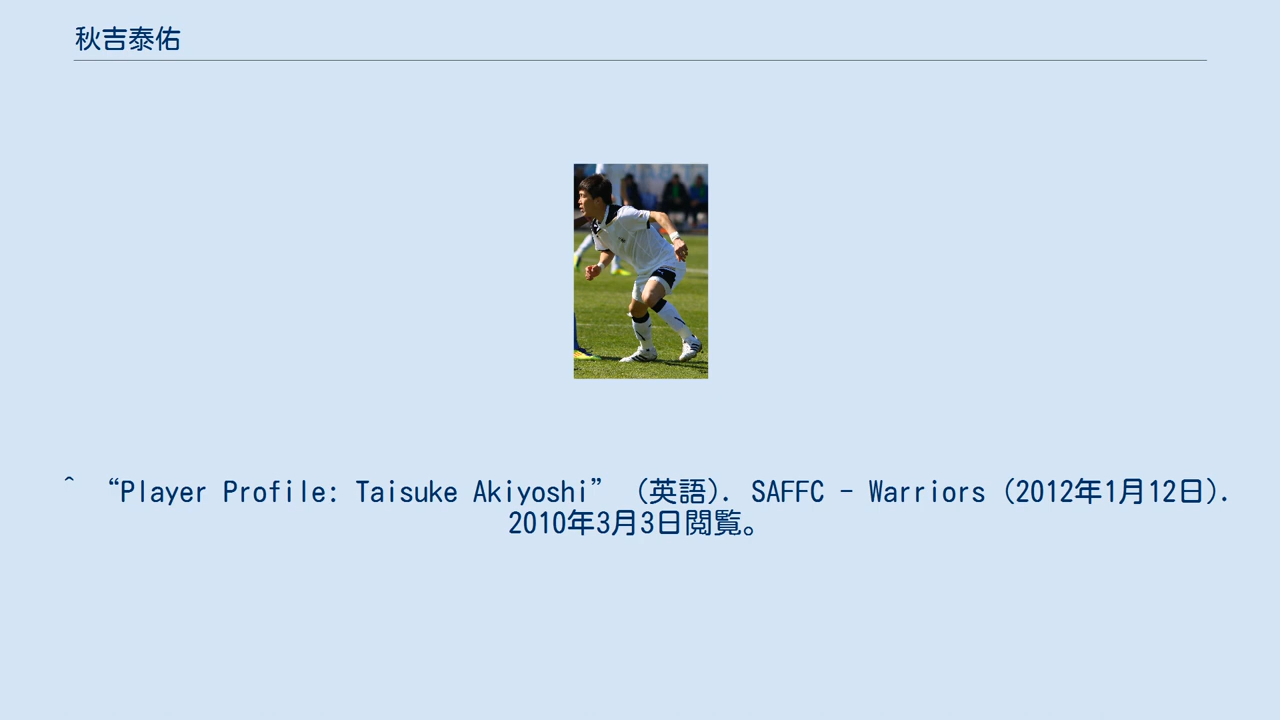 秋吉泰佑
^ “Player Profile: Taisuke Akiyoshi” (英語). SAFFC - Warriors (2012年1月12日).
2010年3月3日閲覧。